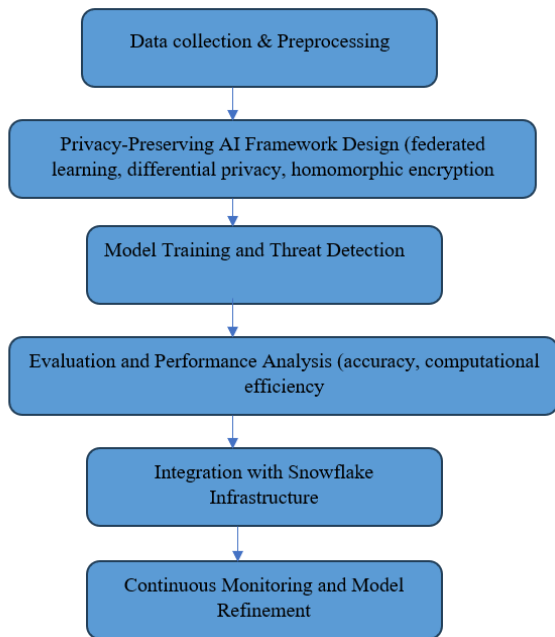 Data collection & Preprocessing
Privacy-Preserving AI Framework Design (federated
learning, differential privacy, homomorphic encryption
Model Training and Threat Detection
Evaluation and Performance Analysis (accuracy, computational
efficiency
Integration with Snowflake
Infrastructure
Continuous Monitoring and Model
Refinement